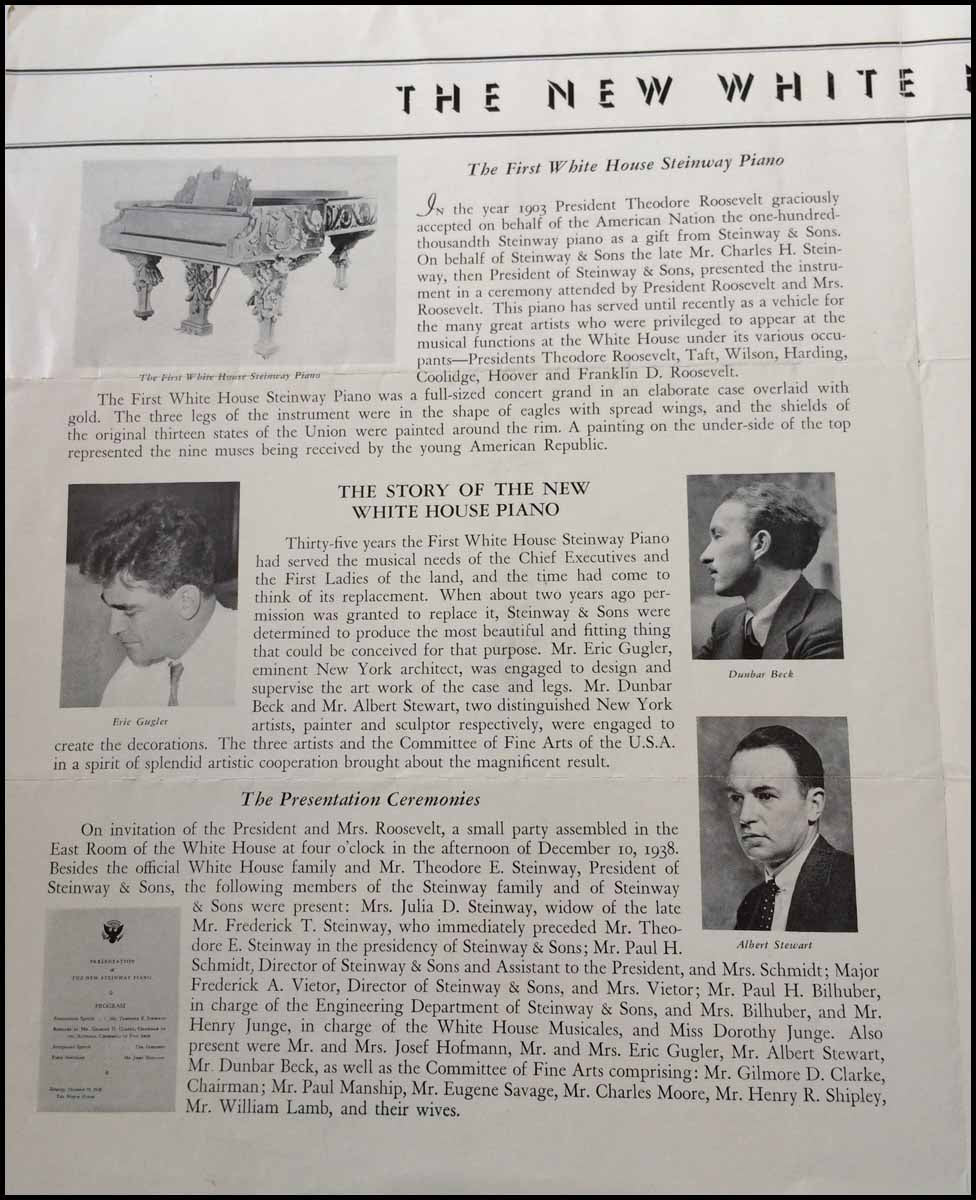 THE NEW WHITE
The First White House Steinway Piano
IN the year 1903 President Theodore Roosevelt graciously
accepted on behalf of the American Nation the one-hundred-
thousandth Steinway piano as a gift from Steinway & Sons.
On behalf of Steinway & Sons the late Mr. Charles H. Stein-
way, then President of Steinway & Sons, presented the instru-
ment in a ceremony attended by President Roosevelt and Mrs.
Roosevelt. This piano has served until recently as a vehicle for
the many great artists who were privileged to appear at the
musical functions at the White House under its various occu-
pants—Presidents Theodore Roosevelt, Taft, Wilson, Harding,
Coolidge, Hoover and Franklin D. Roosevelt.
The First White House Steinway Piano
The First White House Steinway Piano was a full-sized concert grand in an elaborate case overlaid with
gold. The three legs of the instrument were in the shape of eagles with spread wings, and the shields of
the original thirteen states of the Union were painted around the rim. A painting on the under-side of the top
represented the nine muses being received by the young American Republic.
THE STORY OF THE NEW
WHITE HOUSE PIANO
Thirty-five years the First White House Steinway Piano
had served the musical needs of the Chief Executives and
the First Ladies of the land, and the time had come to
think of its replacement. When about two years ago per-
mission was granted to replace it, Steinway & Sons were
determined to produce the most beautiful and fitting thing
that could be conceived for that purpose. Mr. Eric Gugler,
eminent New York architect, was engaged to design and
supervise the art work of the case and legs. Mr. Dunbar
Beck and Mr. Albert Stewart, two distinguished New York
artists, painter and sculptor respectively, were engaged to
create the decorations. The three artists and the Committee of Fine Arts of the U.S.A.
in a spirit of splendid artistic cooperation brought about the magnificent result.
Eric Gugler
Dunbar Beck
Albert Stewart
The Presentation Ceremonies
On invitation of the President and Mrs. Roosevelt, a small party assembled in the
East Room of the White House at four o'clock in the afternoon of December 10, 1938.
Besides the official White House family and Mr. Theodore E. Steinway, President of
Steinway & Sons, the following members of the Steinway family and of Steinway
& Sons were present: Mrs. Julia D. Steinway, widow of the late
Mr. Frederick T. Steinway, who immediately preceded Mr. Theo-
dore E. Steinway in the presidency of Steinway & Sons; Mr. Paul H.
Schmidt, Director of Steinway & Sons and Assistant to the President, and Mrs. Schmidt; Major
Frederick A. Vietor, Director of Steinway & Sons, and Mrs. Vietor; Mr. Paul H. Bilhuber,
in charge of the Engineering Department of Steinway & Sons, and Mrs. Bilhuber, and Mr.
Henry Junge, in charge of the White House Musicales, and Miss Dorothy Junge. Also
present were Mr. and Mrs. Josef Hofmann, Mr. and Mrs. Eric Gugler, Mr. Albert Stewart,
Mr. Dunbar Beck, as well as the Committee of Fine Arts comprising: Mr. Gilmore D. Clarke,
Chairman; Mr. Paul Manship, Mr. Eugene Savage, Mr. Charles Moore, Mr. Henry R. Shipley,
Mr. William Lamb, and their wives.
PRESENTATION
of
THE NEW STEINWAY PIANO
PROGRAM
Presentation Speech Mr. Theodore E. Steinway
Remarks by Mr. Gilmore D. Clarke, Chairman of
Acceptance Speech The President
Mr. Josef Hofmann
Saturday, December 10, 1938
The White House